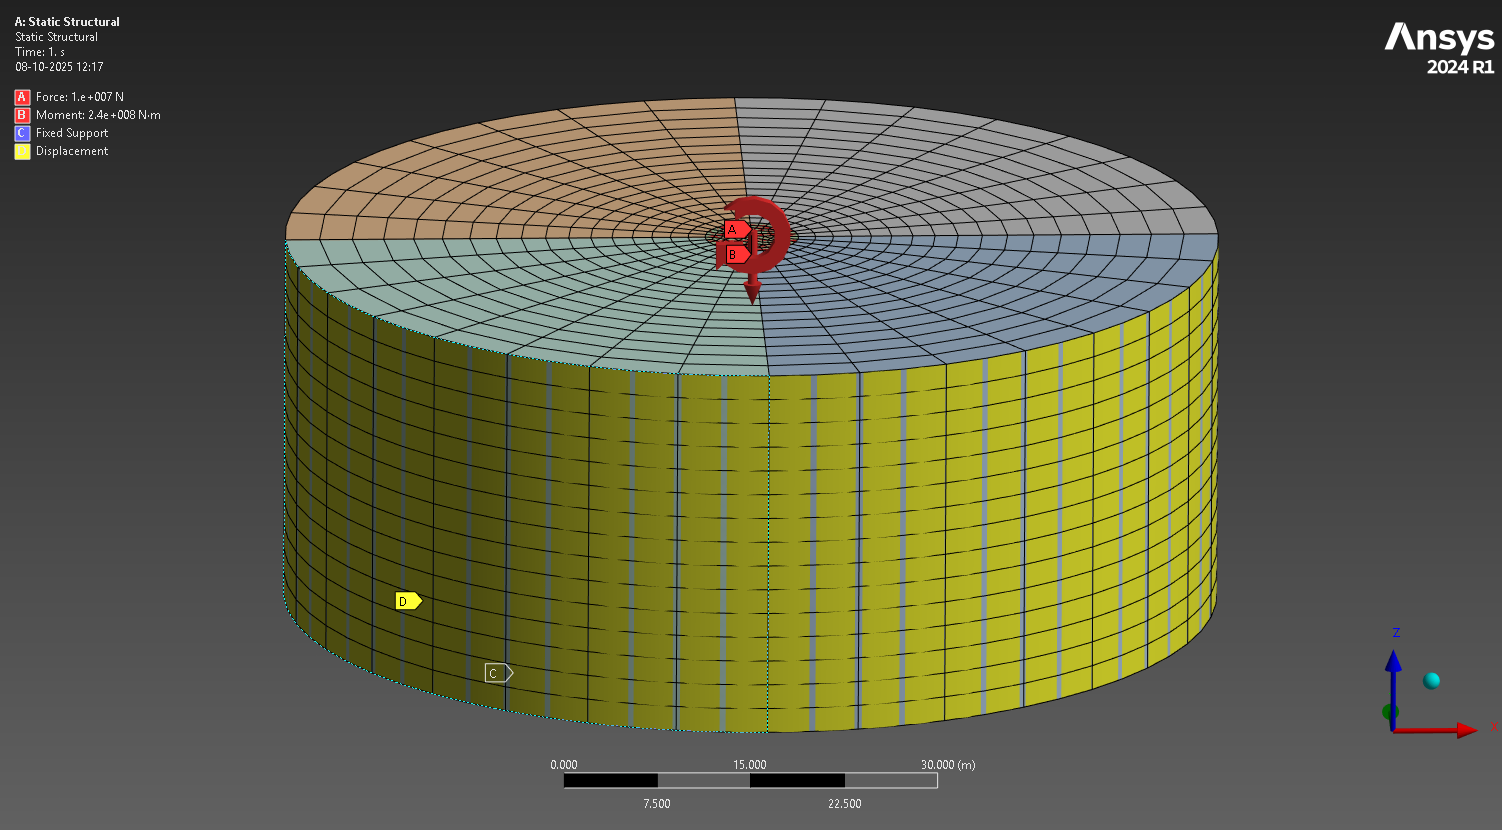 A: Static Structural
Static Structural
Time: 1. s
08-10-2025 12:17
A Force: 1.e+007 N
B Moment: 2.4e+008 N·m
C Fixed Support
D Displacement
Ansys
2024 R1
A
B
D
C
Z
X
0.000 15.000 30.000 (m)
7.500 22.500